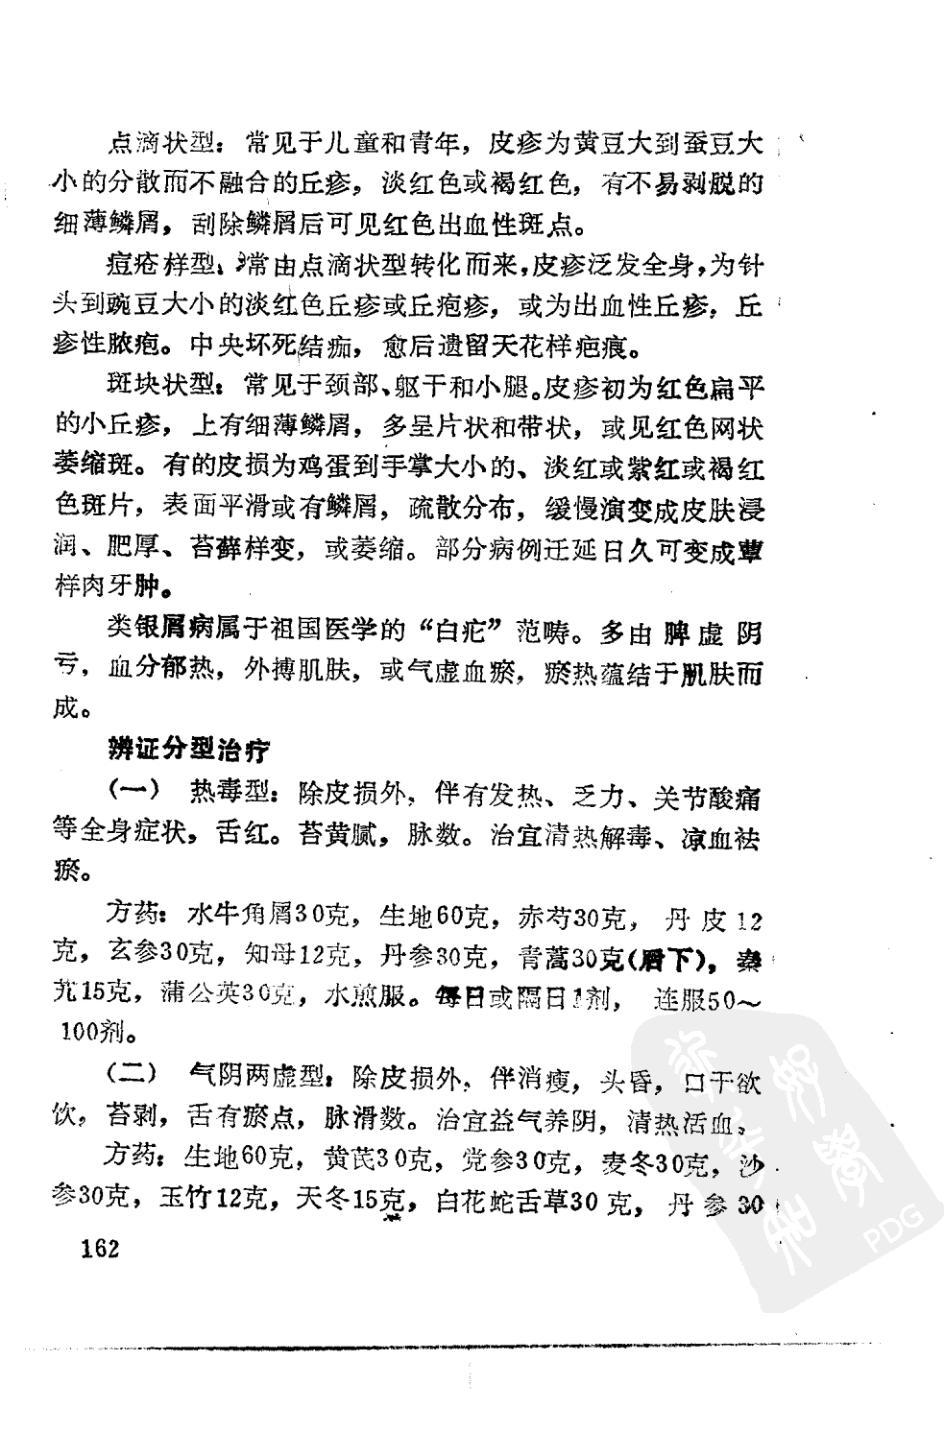 点滴状型：常见于儿童和青年，皮疹为黄豆大到蚕豆大
小的分散而不融合的丘疹，淡红色或褐红色，有不易剥脱的
细薄鳞屑，刮除鳞屑后可见红色出血性斑点。
痘疮样型：常由点滴状型转化而来，皮疹泛发全身，为针
头到豌豆大小的淡红色丘疹或丘疱疹，或为出血性丘疹，丘
疹性脓疱。中央坏死结痂，愈后遗留天花样疤痕。
斑块状型：常见于颈部、躯干和小腿。皮疹初为红色扁平
的小丘疹，上有细薄鳞屑，多呈片状和带状，或见红色网状
萎缩斑。有的皮损为鸡蛋到手掌大小的、淡红或紫红或褐红
色斑片，表面平滑或有鳞屑，疏散分布，缓慢演变成皮肤浸
润、肥厚、苔藓样变，或萎缩。部分病例迁延日久可变成蕈
样肉牙肿。
类银屑病属于祖国医学的“白疕”范畴。多由脾虚阴
亏，血分郁热，外搏肌肤，或气虚血瘀，瘀热蕴结于肌肤而
成。
辨证分型治疗
（一） 热毒型：除皮损外，伴有发热、乏力、关节酸痛
等全身症状，舌红。苔黄腻，脉数。治宜清热解毒、凉血祛
瘀。
方药：水牛角屑30克，生地60克，赤芍30克，丹皮12
克，玄参30克，知母12克，丹参30克，青蒿30克(后下)，秦
艽15克，蒲公英30克，水煎服。每日或隔日1剂，连服50～
100剂。
（二） 气阴两虚型：除皮损外，伴消瘦，头昏，口干欲
饮，苔剥，舌有瘀点，脉滑数。治宜益气养阴，清热活血。
方药：生地60克，黄芪30克，党参30克，麦冬30克，沙
参30克，玉竹12克，天冬15克，白花蛇舌草30克，丹参30
162
PDG